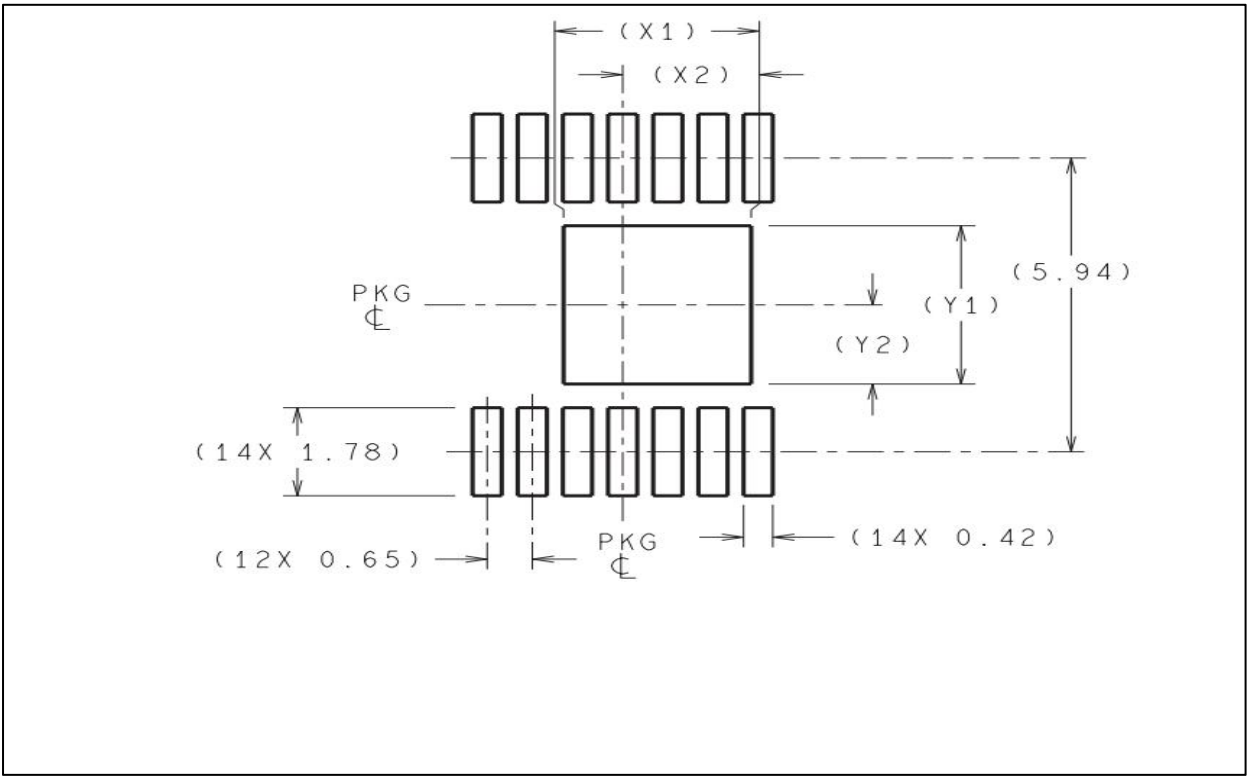 (X1)
(X2)
(5.94)
PKG
℄
(Y1)
(Y2)
(14X 1.78)
(14X 0.42)
PKG
℄
(12X 0.65)